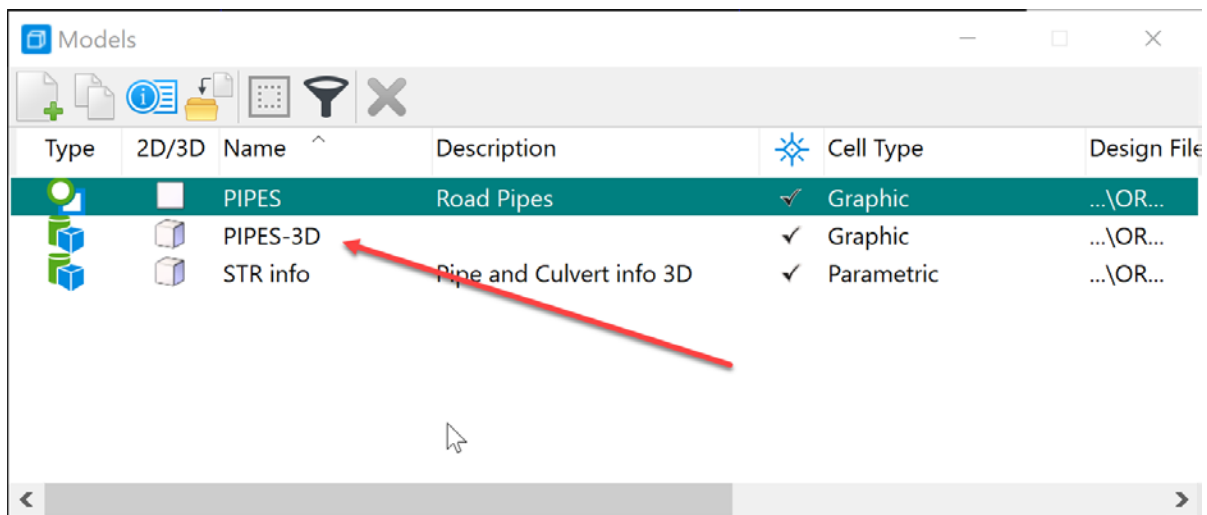 Models
Type 2D/3D Name Description Cell Type Design File
PIPES Road Pipes Graphic ...\OR...
PIPES-3D Graphic ...\OR...
STR info Pipe and Culvert info 3D Parametric ...\OR...